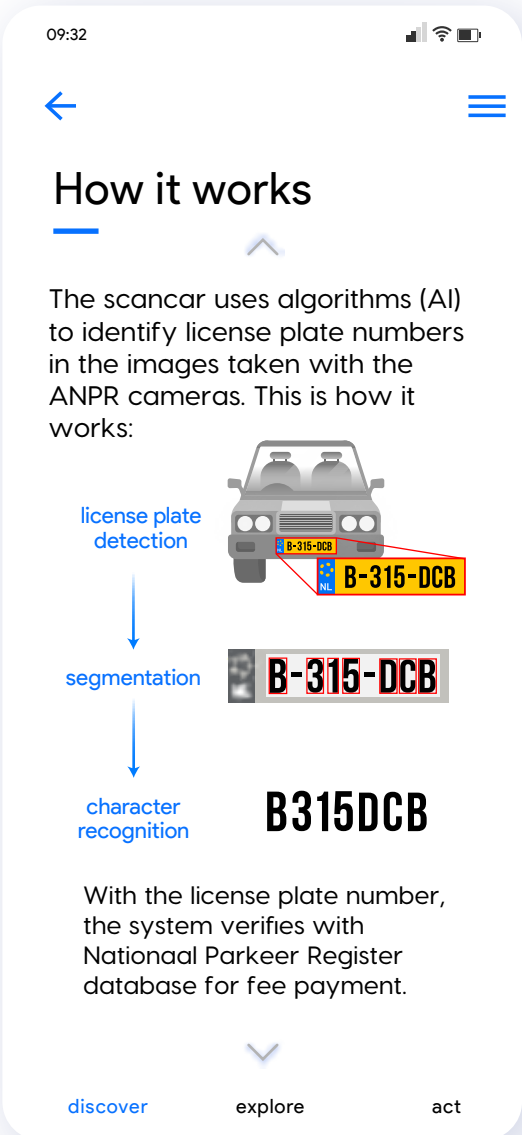 09:32
How it works
The scancar uses algorithms (AI)
to identify license plate numbers
in the images taken with the
ANPR cameras. This is how it
works:
license plate
detection
B-315-DCB
NL B-315-DCB
segmentation
B-315-DCB
character
recognition
B315DCB
With the license plate number,
the system verifies with
Nationaal Parkeer Register
database for fee payment.
discover explore act